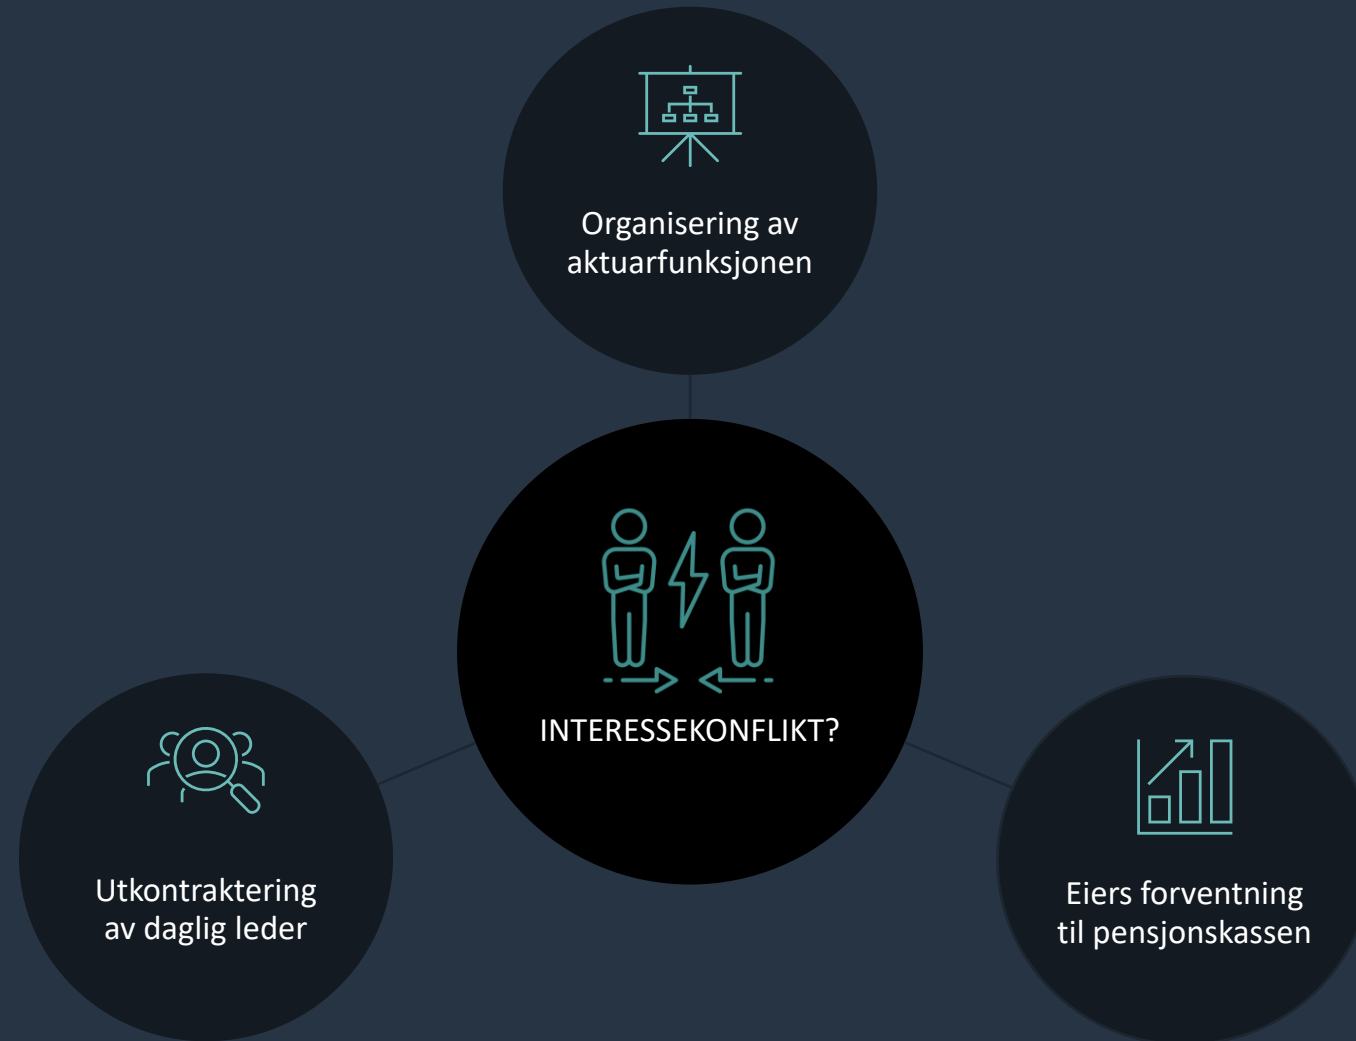 Organisering av
aktuarfunksjonen
INTERESSEKONFLIKT?
Utkontraktering
av daglig leder
Eiers forventning
til pensjonskassen